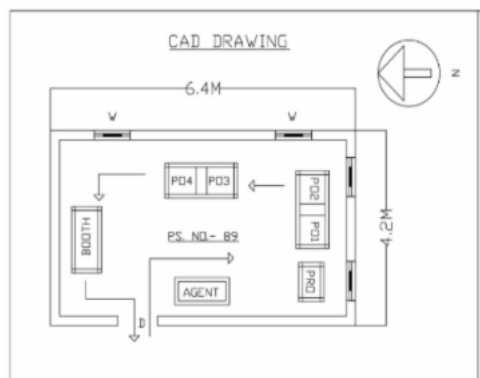 CAD DRAWING
6.4M
N
W
W
PO4 PO3
PO2
PO1
4.2M
BOOTH
PS. NO.- 89
PRO
AGENT
D